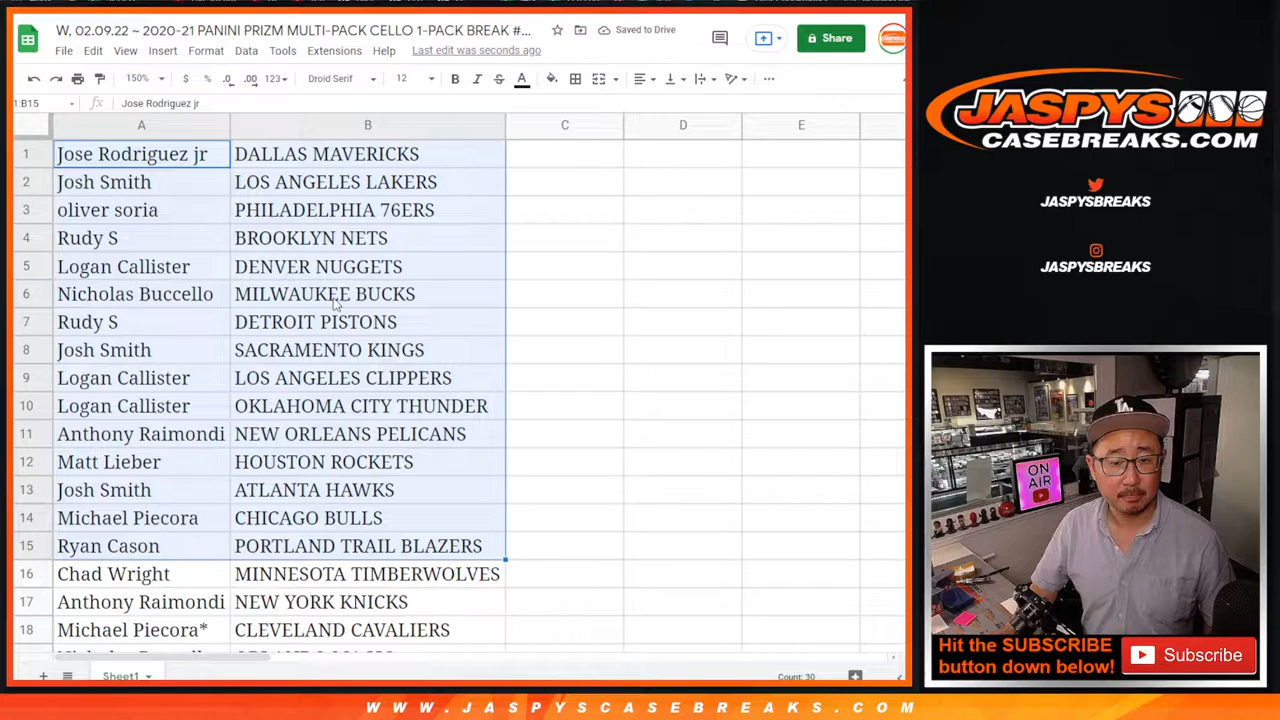 W, 02.09.22 ~ 2020-21 PANINI PRIZM MULTI-PACK CELLO 1-PACK BREAK #...
Saved to Drive
Share
File Edit View Insert Format Data Tools Extensions Help
Last edit was seconds ago
150% $ % .0 .00 123 Droid Serif 12 B I S A
1:B15 fx Jose Rodriguez jr
A B C D E
1 Jose Rodriguez jr DALLAS MAVERICKS
2 Josh Smith LOS ANGELES LAKERS
3 oliver soria PHILADELPHIA 76ERS
4 Rudy S BROOKLYN NETS
5 Logan Callister DENVER NUGGETS
6 Nicholas Buccello MILWAUKEE BUCKS
7 Rudy S DETROIT PISTONS
8 Josh Smith SACRAMENTO KINGS
9 Logan Callister LOS ANGELES CLIPPERS
10 Logan Callister OKLAHOMA CITY THUNDER
11 Anthony Raimondi NEW ORLEANS PELICANS
12 Matt Lieber HOUSTON ROCKETS
13 Josh Smith ATLANTA HAWKS
14 Michael Piecora CHICAGO BULLS
15 Ryan Cason PORTLAND TRAIL BLAZERS
16 Chad Wright MINNESOTA TIMBERWOLVES
17 Anthony Raimondi NEW YORK KNICKS
18 Michael Piecora* CLEVELAND CAVALIERS
Sheet1
Count: 30
JASPYS
CASEBREAKS.COM
JASPYSBREAKS
JASPYSBREAKS
ON
AIR
LA
Hit the SUBSCRIBE
button down below!
Subscribe
WWW.JASPYSCASEBREAKS.COM